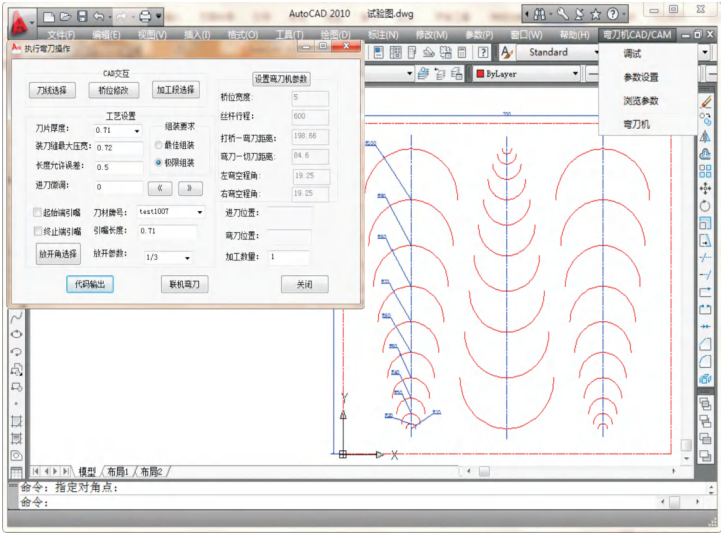 AutoCAD 2010 试验图.dwg
文件(F) 编辑(E) 视图(V) 插入(I) 格式(O) 工具(T) 绘图(D) 标注(N) 修改(M) 参数(P) 窗口(W) 帮助(H) 弯刀机CAD/CAM
Standard
ByLayer
调试
参数设置
浏览参数
弯刀机
执行弯刀操作
CAD交互
刀线选择 桥位修改 加工段选择
工艺设置
刀片厚度: 0.71
装刀缝最大压宽: 0.72
长度允许误差: 0.5
进刀微调: 0
组装要求
最佳组装
极限组装
起始端引嘴 刀材牌号: test1007
终止端引嘴 引嘴长度: 0.71
放开角选择 放开参数: 1/3
设置弯刀机参数
桥位宽度: 5
丝杆行程: 600
打桥—弯刀距离: 198.66
弯刀—切刀距离: 84.6
左弯空程角: 19.25
右弯空程角: 19.25
进刀位置:
弯刀位置:
加工数量: 1
代码输出 联机弯刀 关闭
Y
X
模型 布局1 布局2
命令: 指定对角点:
命令: